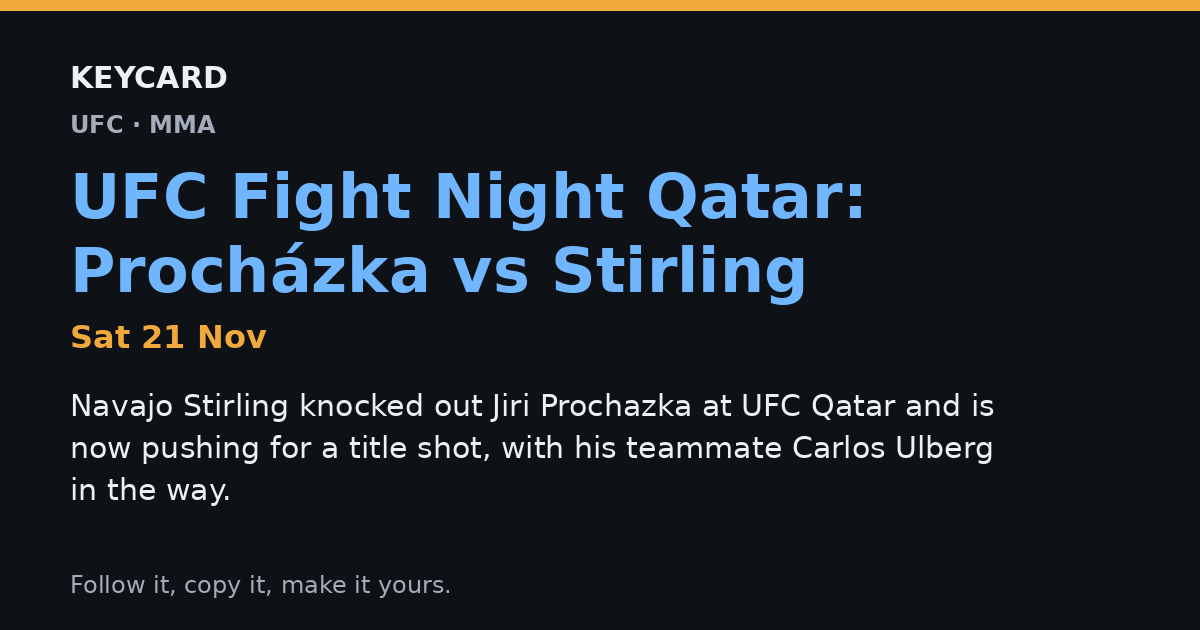 KEYCARD
UFC · MMA
UFC Fight Night Qatar:
Procházka vs Stirling
Sat 21 Nov
Navajo Stirling knocked out Jiri Prochazka at UFC Qatar and is
now pushing for a title shot, with his teammate Carlos Ulberg
in the way.
Follow it, copy it, make it yours.